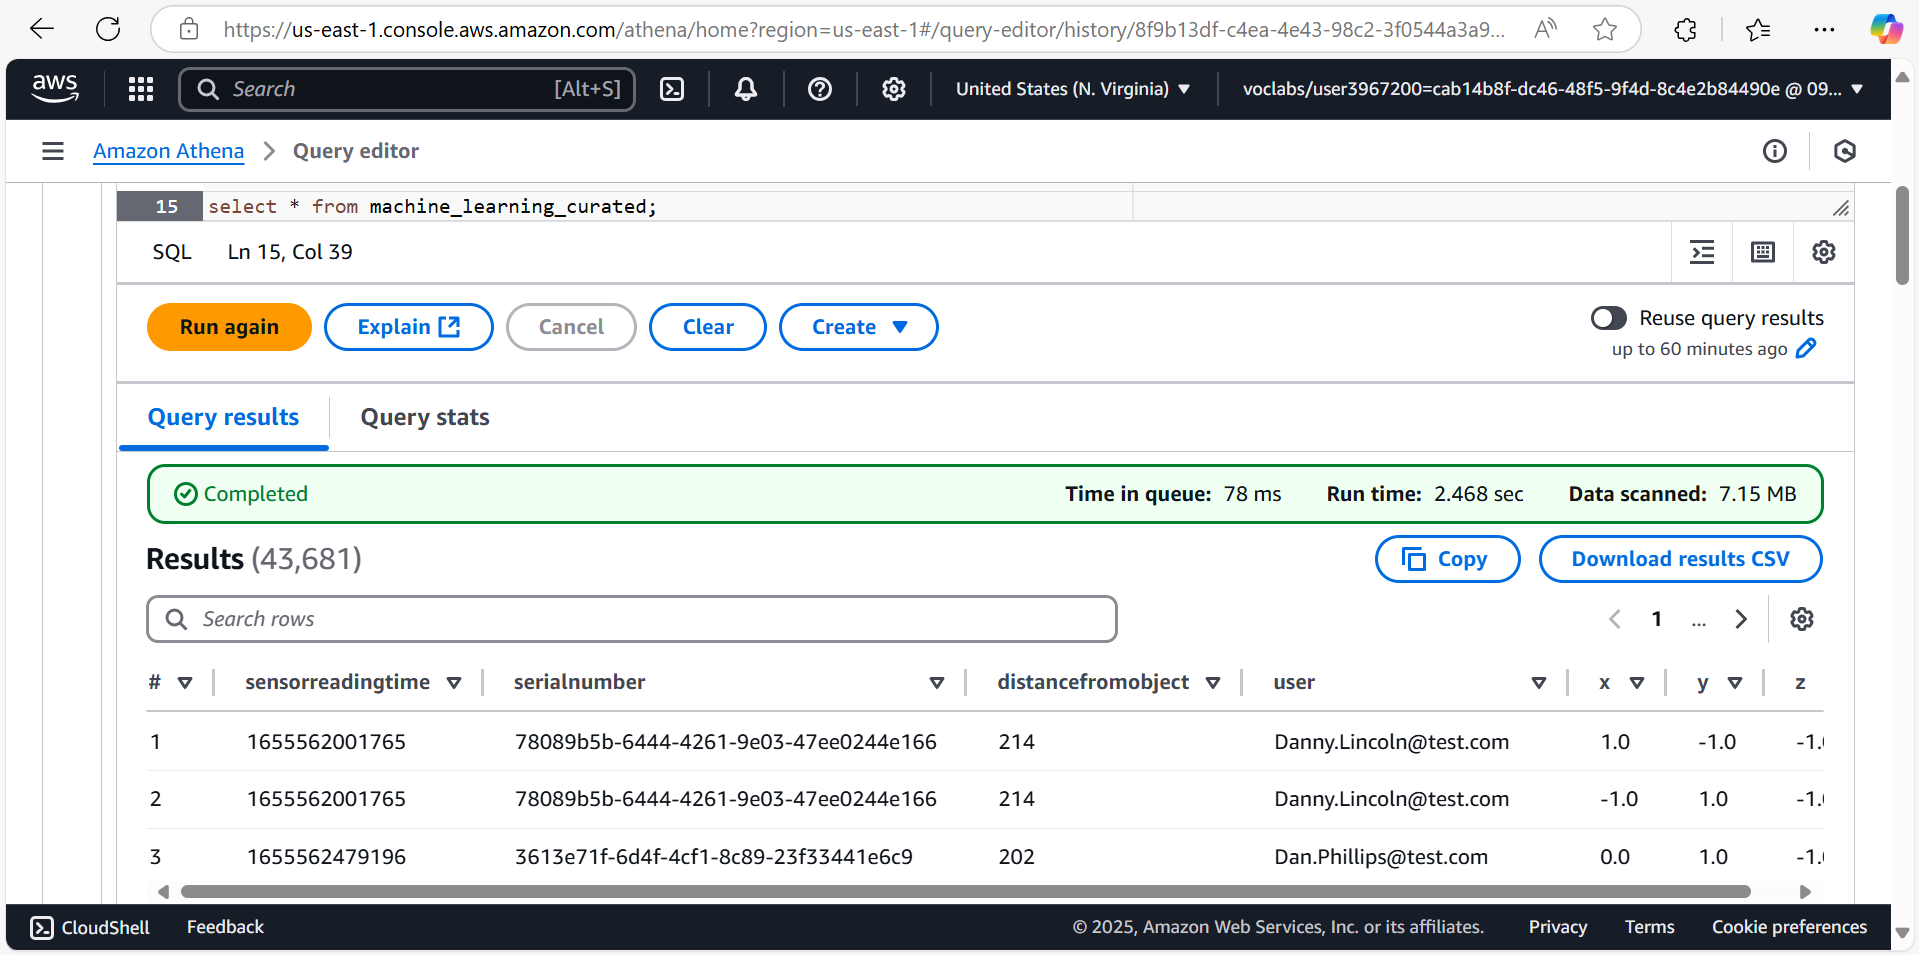 https://us-east-1.console.aws.amazon.com/athena/home?region=us-east-1#/query-editor/history/8f9b13df-c4ea-4e43-98c2-3f0544a3a9...
aws Search [Alt+S] United States (N. Virginia) voclabs/user3967200=cab14b8f-dc46-48f5-9f4d-8c4e2b84490e @ 09...
Amazon Athena > Query editor
15 select * from machine_learning_curated;
SQL Ln 15, Col 39
Run again Explain Cancel Clear Create
Reuse query results
up to 60 minutes ago
Query results Query stats
Completed Time in queue: 78 ms Run time: 2.468 sec Data scanned: 7.15 MB
Results (43,681) Copy Download results CSV
Search rows 1 ...
# sensorreadingtime serialnumber distancefromobject user x y z
1 1655562001765 78089b5b-6444-4261-9e03-47ee0244e166 214 Danny.Lincoln@test.com 1.0 -1.0 -1.
2 1655562001765 78089b5b-6444-4261-9e03-47ee0244e166 214 Danny.Lincoln@test.com -1.0 1.0 -1.
3 1655562479196 3613e71f-6d4f-4cf1-8c89-23f33441e6c9 202 Dan.Phillips@test.com 0.0 1.0 -1.
CloudShell Feedback © 2025, Amazon Web Services, Inc. or its affiliates. Privacy Terms Cookie preferences